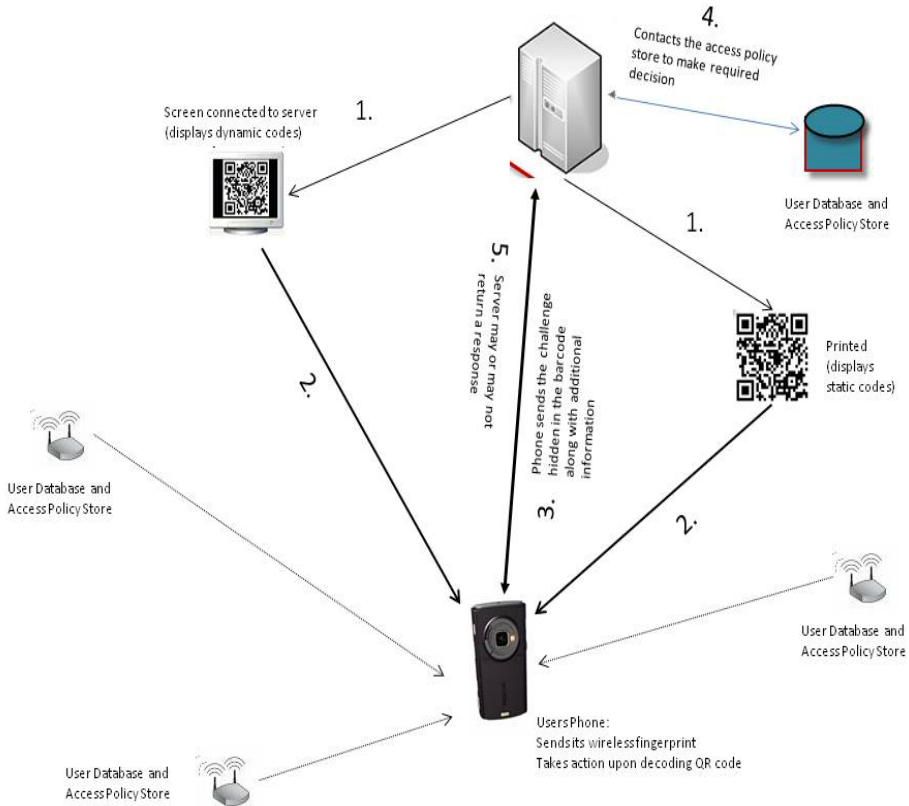 4.
Contacts the access policy
store to make required
decision
Screen connected to server
(displays dynamic codes)
1.
User Database and
Access Policy Store
1.
5. Server may or may not
return a response
Phone sends the challenge
hidden in the barcode
along with additional
information
3.
Printed
(displays
static codes)
2.
2.
User Database and
Access Policy Store
User Database and
Access Policy Store
Users Phone:
Sends its wireless fingerprint
Takes action upon decoding QR code
User Database and
Access Policy Store